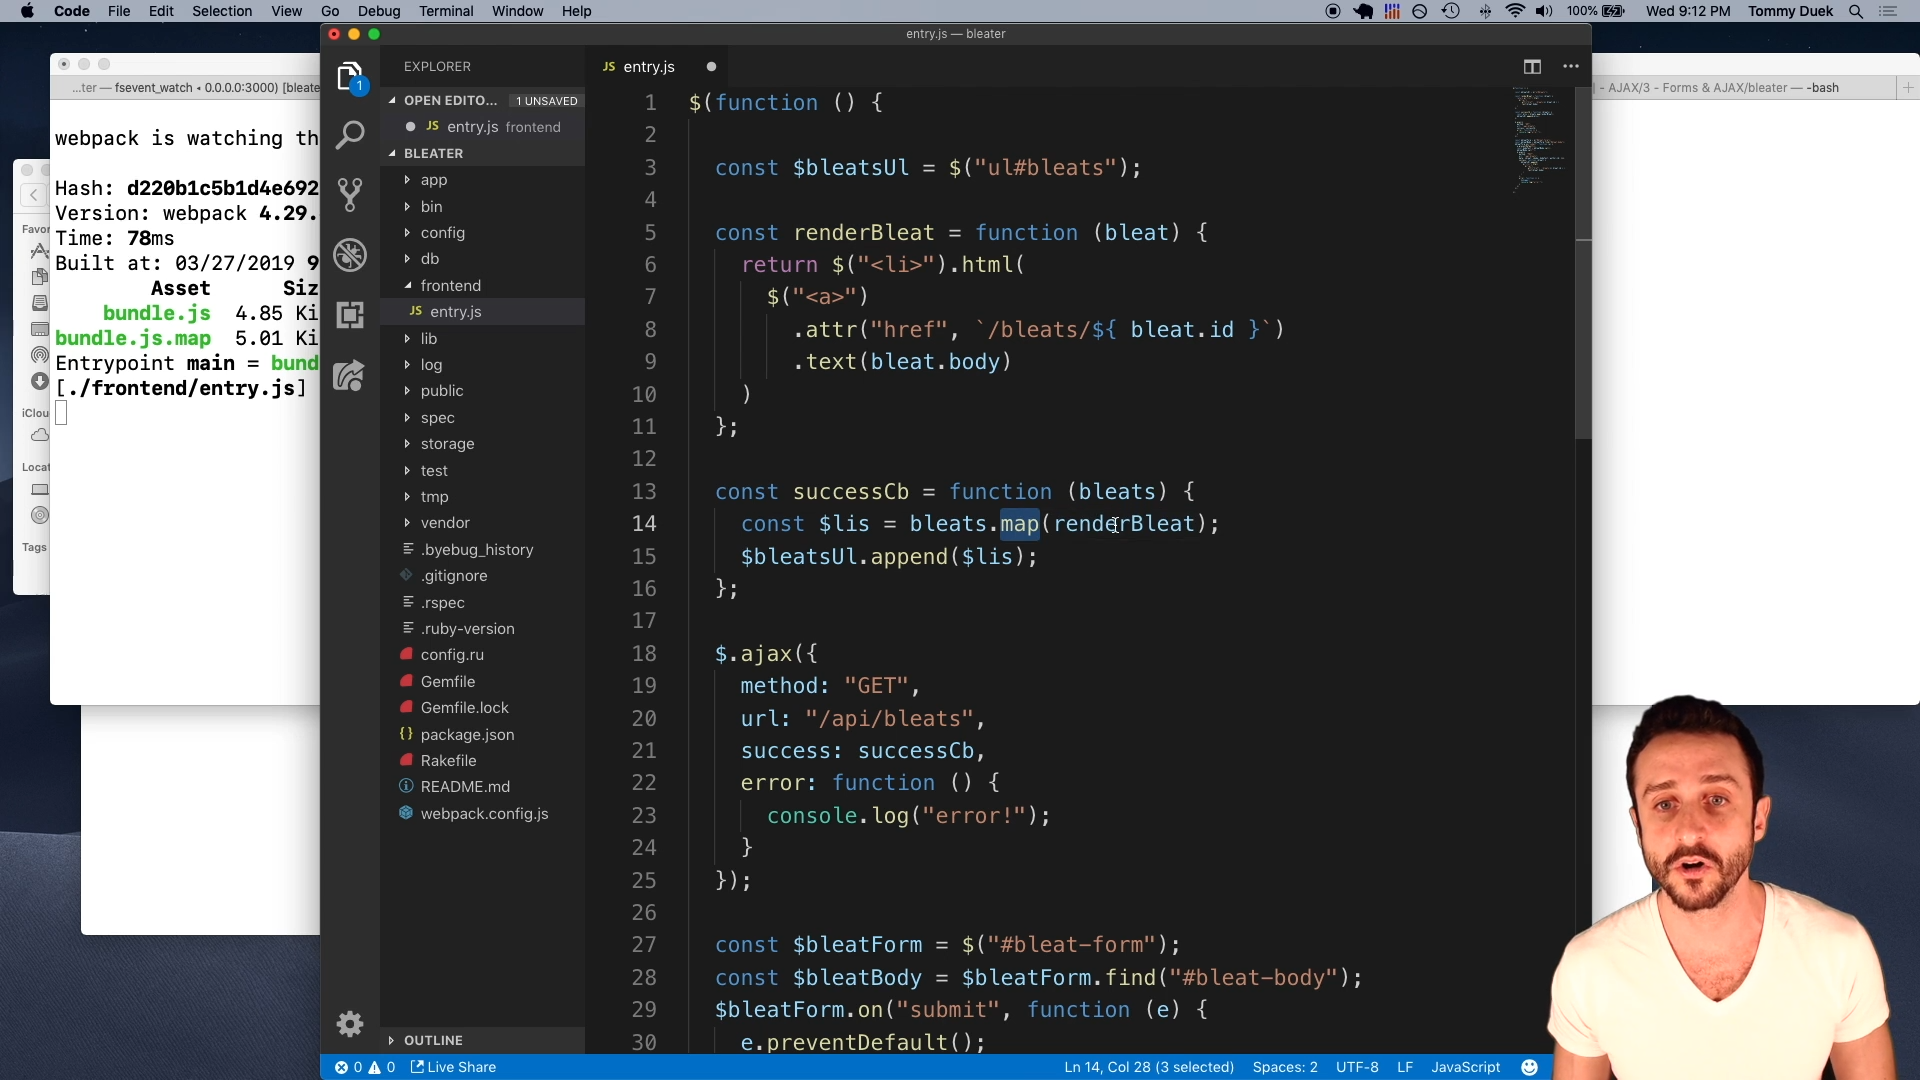 Code File Edit Selection View Go Debug Terminal Window Help
100% Wed 9:12 PM Tommy Duek
entry.js — bleater
...ter — fsevent_watch ◂ 0.0.0.0:3000) [bleate
- AJAX/3 - Forms & AJAX/bleater — -bash
webpack is watching th
Hash: d220b1c5b1d4e692
Version: webpack 4.29.
Time: 78ms
Built at: 03/27/2019 9
Asset Siz
bundle.js 4.85 Ki
bundle.js.map 5.01 Ki
Entrypoint main = bund
[./frontend/entry.js]
Favor
iClou
Locat
Tags
EXPLORER
OPEN EDITO... 1 UNSAVED
JS entry.js frontend
BLEATER
app
bin
config
db
frontend
JS entry.js
lib
log
public
spec
storage
test
tmp
vendor
.byebug_history
.gitignore
.rspec
.ruby-version
config.ru
Gemfile
Gemfile.lock
{} package.json
Rakefile
README.md
webpack.config.js
OUTLINE
1
JS entry.js
1 $(function () {
2
3 const $bleatsUl = $("ul#bleats");
4
5 const renderBleat = function (bleat) {
6 return $("<li>").html(
7 $("<a>")
8 .attr("href", `/bleats/${ bleat.id }`)
9 .text(bleat.body)
10 )
11 };
12
13 const successCb = function (bleats) {
14 const $lis = bleats.map(renderBleat);
15 $bleatsUl.append($lis);
16 };
17
18 $.ajax({
19 method: "GET",
20 url: "/api/bleats",
21 success: successCb,
22 error: function () {
23 console.log("error!");
24 }
25 });
26
27 const $bleatForm = $("#bleat-form");
28 const $bleatBody = $bleatForm.find("#bleat-body");
29 $bleatForm.on("submit", function (e) {
30 e.preventDefault();
0 0 Live Share
Ln 14, Col 28 (3 selected) Spaces: 2 UTF-8 LF JavaScript